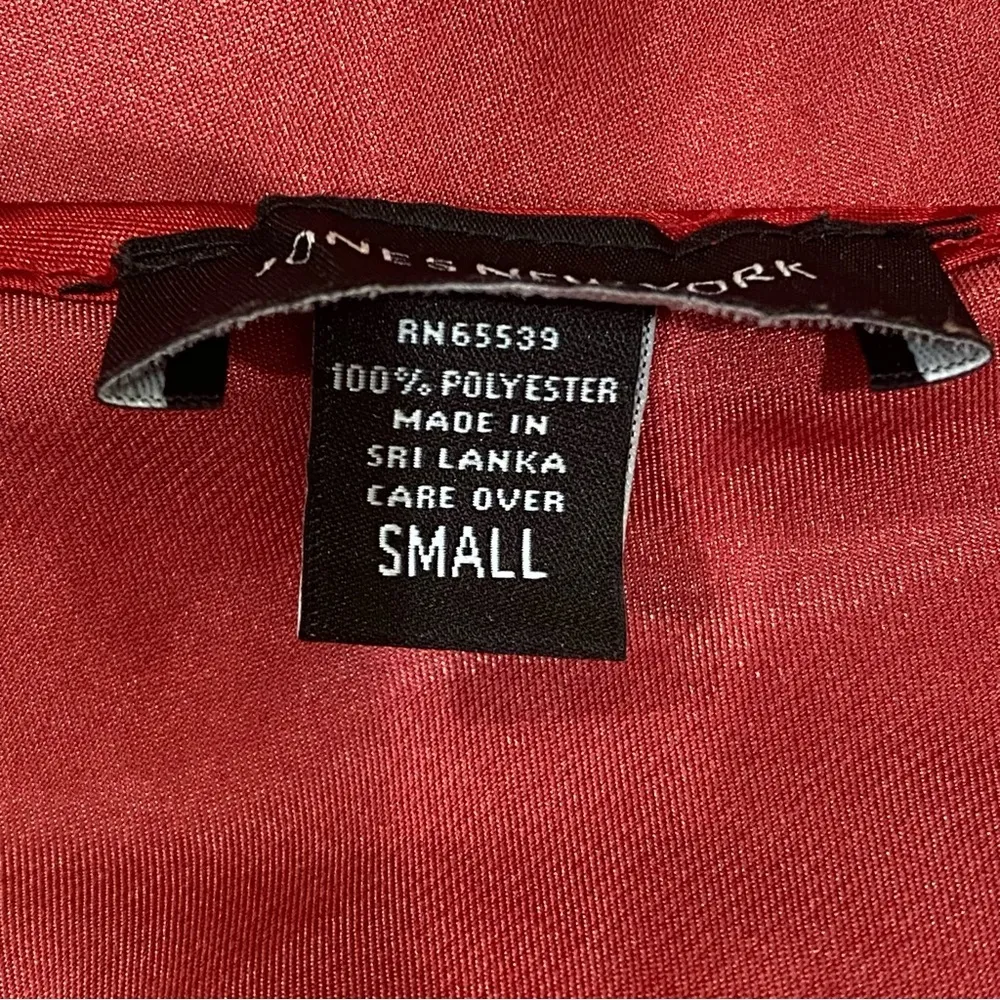 JONES NEW YORK
RN65539
100% POLYESTER
MADE IN
SRI LANKA
CARE OVER
SMALL